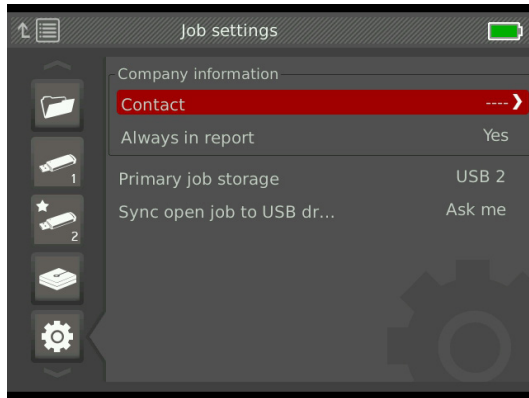 Job settings
Company information
Contact ---- ❯
Always in report Yes
1
Primary job storage USB 2
Sync open job to USB dr... Ask me
2